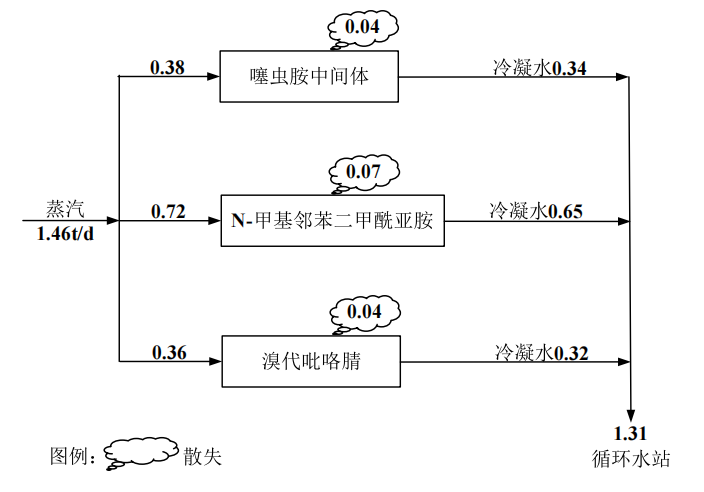 0.04
0.38
噻虫胺中间体
冷凝水0.34
0.07
蒸汽
1.46t/d
0.72
N-甲基邻苯二甲酰亚胺
冷凝水0.65
0.04
0.36
溴代吡咯腈
冷凝水0.32
1.31
循环水站
图例：
散失